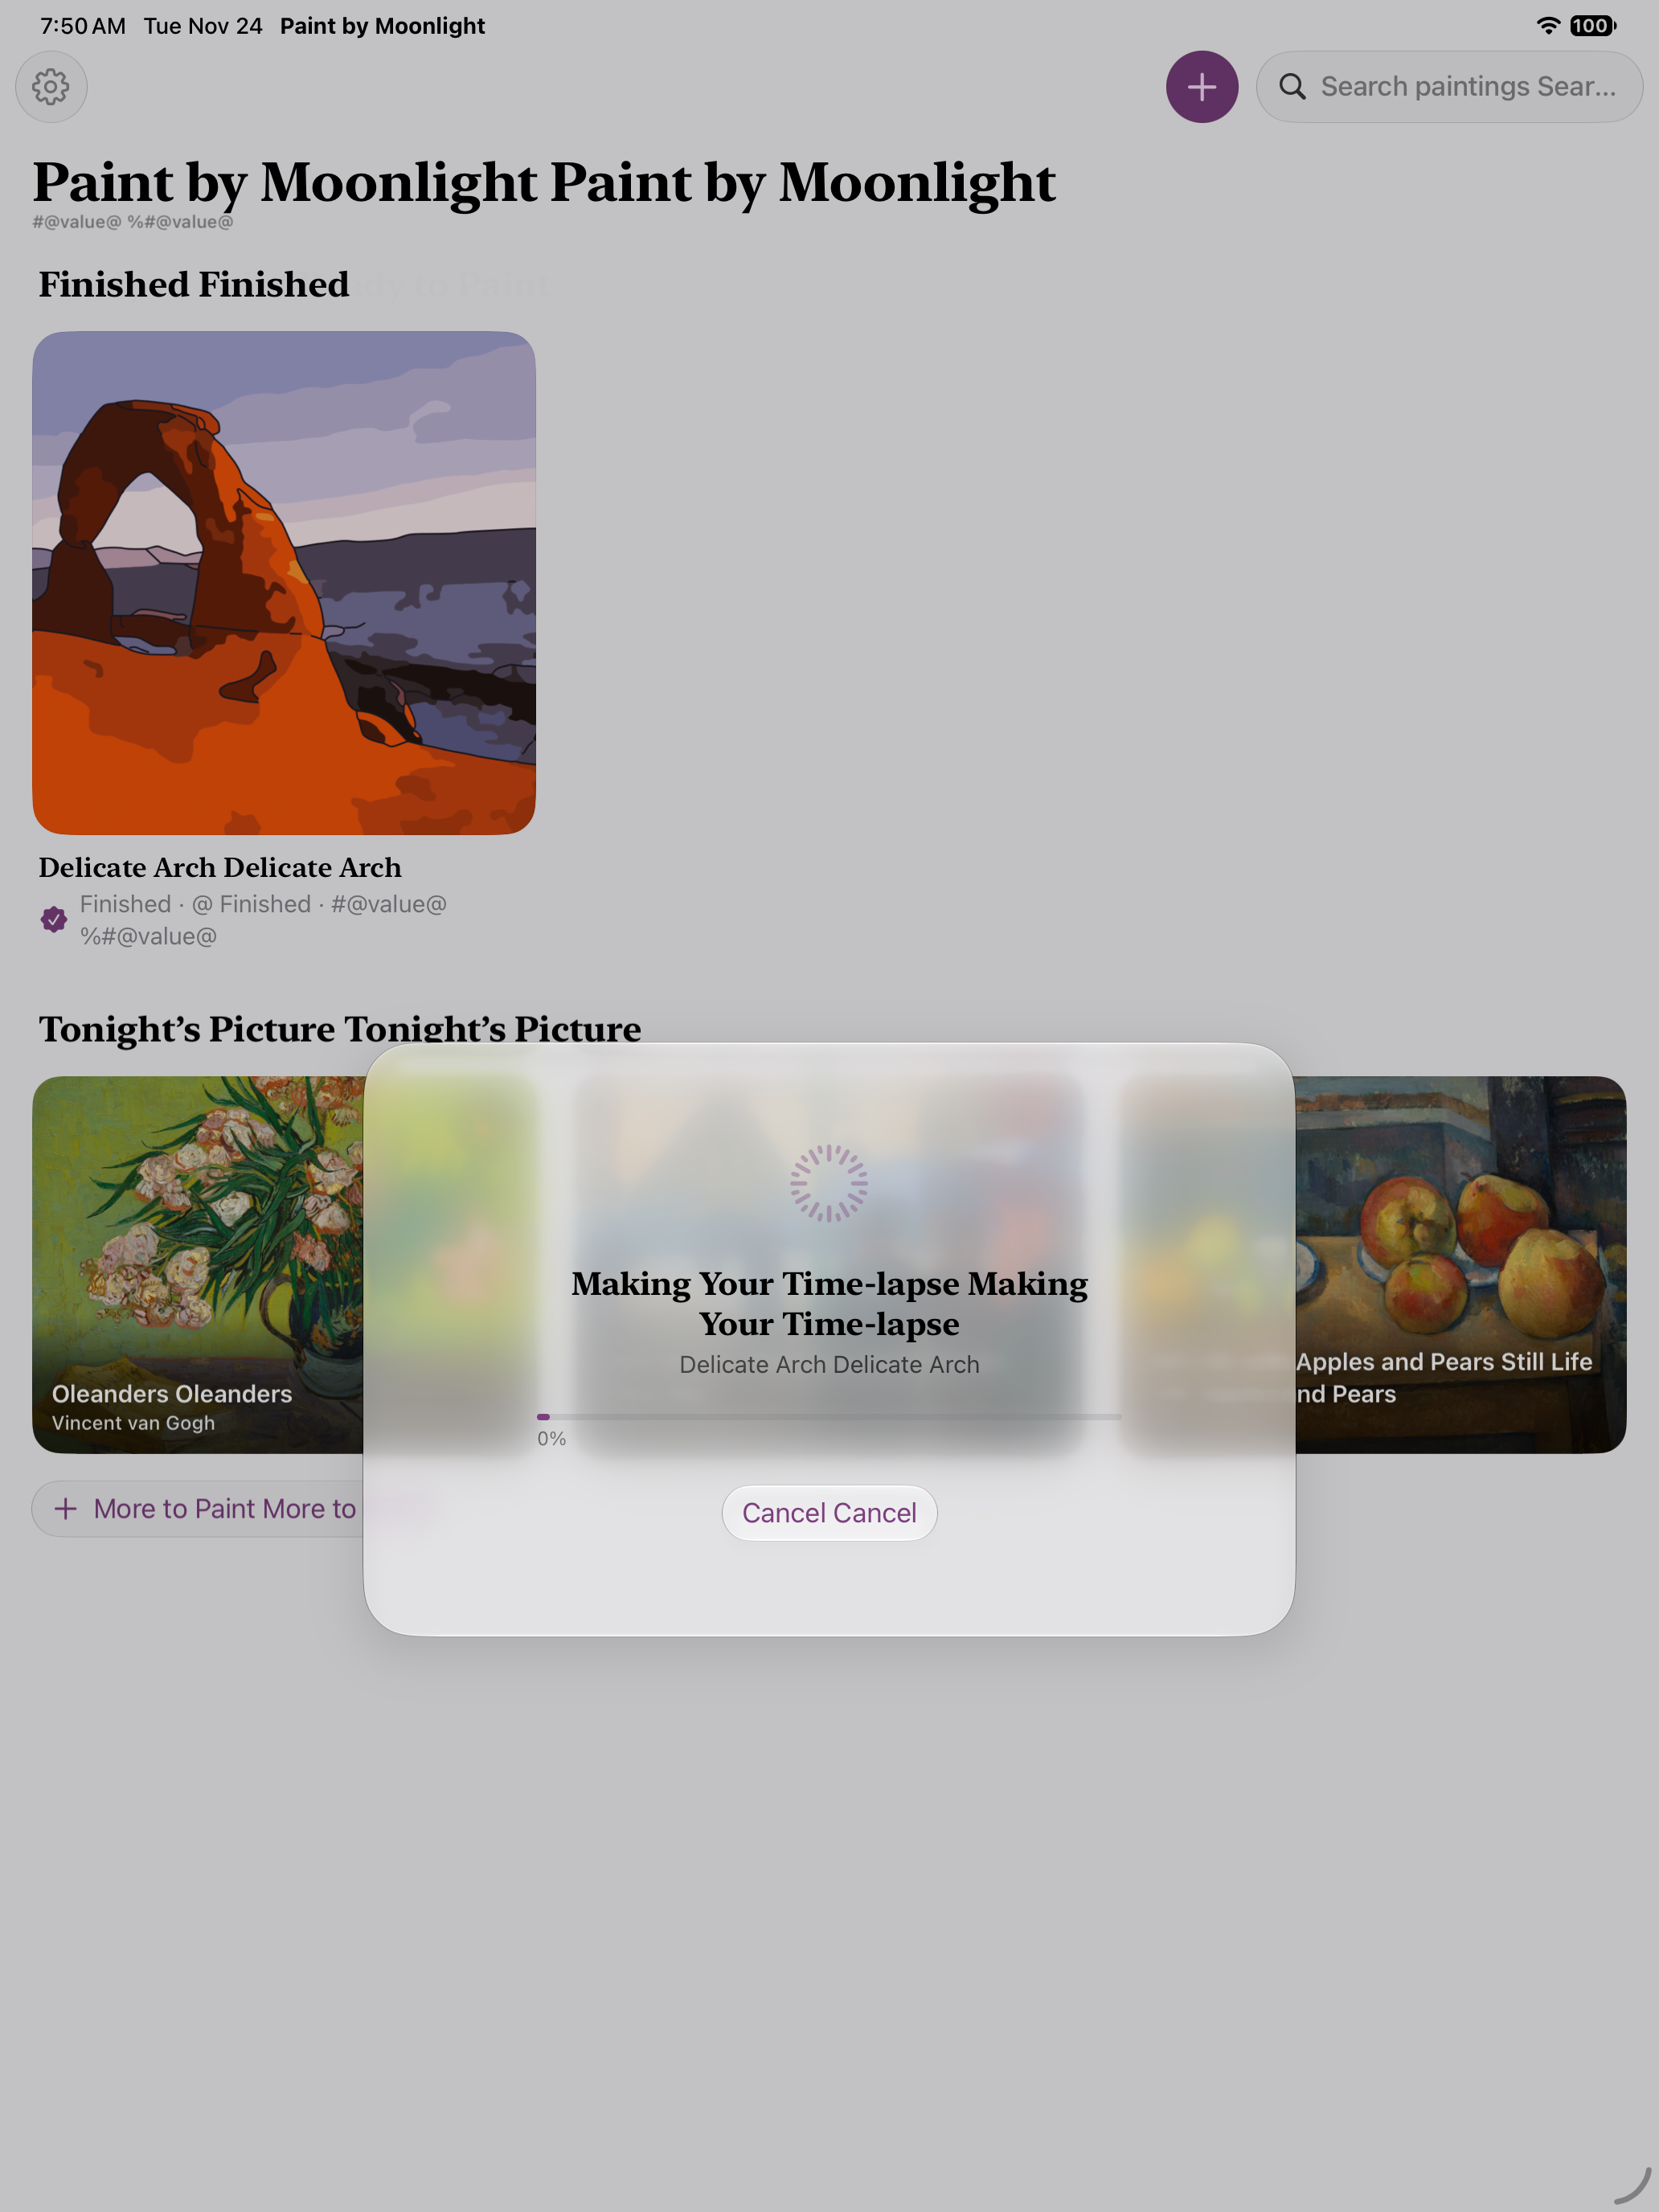 7:50 AM Tue Nov 24 Paint by Moonlight
100
Search paintings Sear...
Paint by Moonlight Paint by Moonlight
#@value@ %#@value@
Finished Finished
Delicate Arch Delicate Arch
Finished · @ Finished · #@value@
%#@value@
Tonight’s Picture Tonight’s Picture
Oleanders Oleanders
Vincent van Gogh
Apples and Pears Still Life
nd Pears
Making Your Time-lapse Making
Your Time-lapse
Delicate Arch Delicate Arch
0%
More to Paint More to
Cancel Cancel